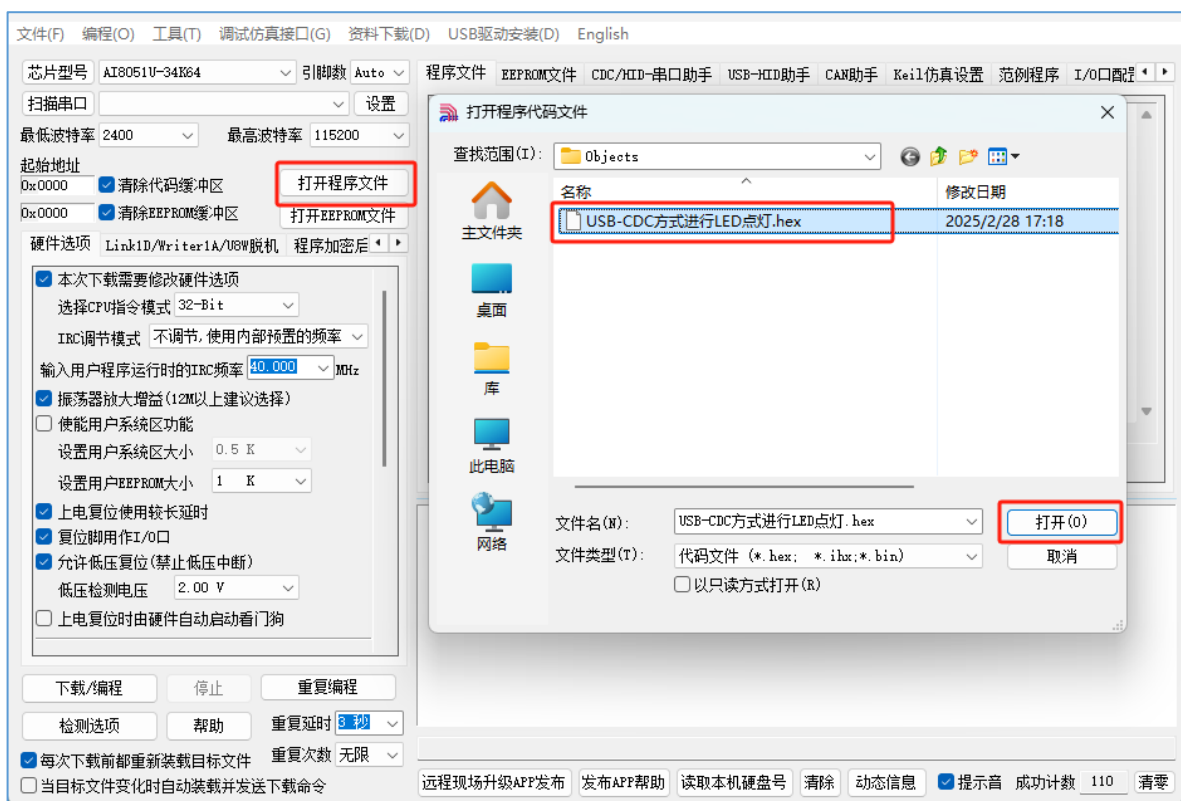 文件(F) 编程(O) 工具(T) 调试仿真接口(G) 资料下载(D) USB驱动安装(D) English
芯片型号 AI8051U-34K64 引脚数 Auto
程序文件 EEPROM文件 CDC/HID-串口助手 USB-HID助手 CAN助手 Keil仿真设置 范例程序 I/O口配
扫描串口 设置
最低波特率 2400 最高波特率 115200
起始地址
0x0000 清除代码缓冲区 打开程序文件
0x0000 清除EEPROM缓冲区 打开EEPROM文件
硬件选项 Link1D/Writer1A/U8W脱机 程序加密后
本次下载需要修改硬件选项
选择CPU指令模式 32-Bit
IRC调节模式 不调节,使用内部预置的频率
输入用户程序运行时的IRC频率 40.000 MHz
振荡器放大增益(12M以上建议选择)
使能用户系统区功能
设置用户系统区大小 0.5 K
设置用户EEPROM大小 1 K
上电复位使用较长延时
复位脚用作I/O口
允许低压复位(禁止低压中断)
低压检测电压 2.00 V
上电复位时由硬件自动启动看门狗
打开程序代码文件
查找范围(I): Objects
名称 修改日期
USB-CDC方式进行LED点灯.hex 2025/2/28 17:18
主文件夹
桌面
库
此电脑
网络
文件名(N): USB-CDC方式进行LED点灯.hex 打开(O)
文件类型(T): 代码文件 (*.hex; *.ihx;*.bin) 取消
以只读方式打开(R)
下载/编程 停止 重复编程
检测选项 帮助 重复延时 3 秒
每次下载前都重新装载目标文件 重复次数 无限
当目标文件变化时自动装载并发送下载命令
远程现场升级APP发布 发布APP帮助 读取本机硬盘号 清除 动态信息 提示音 成功计数 110 清零